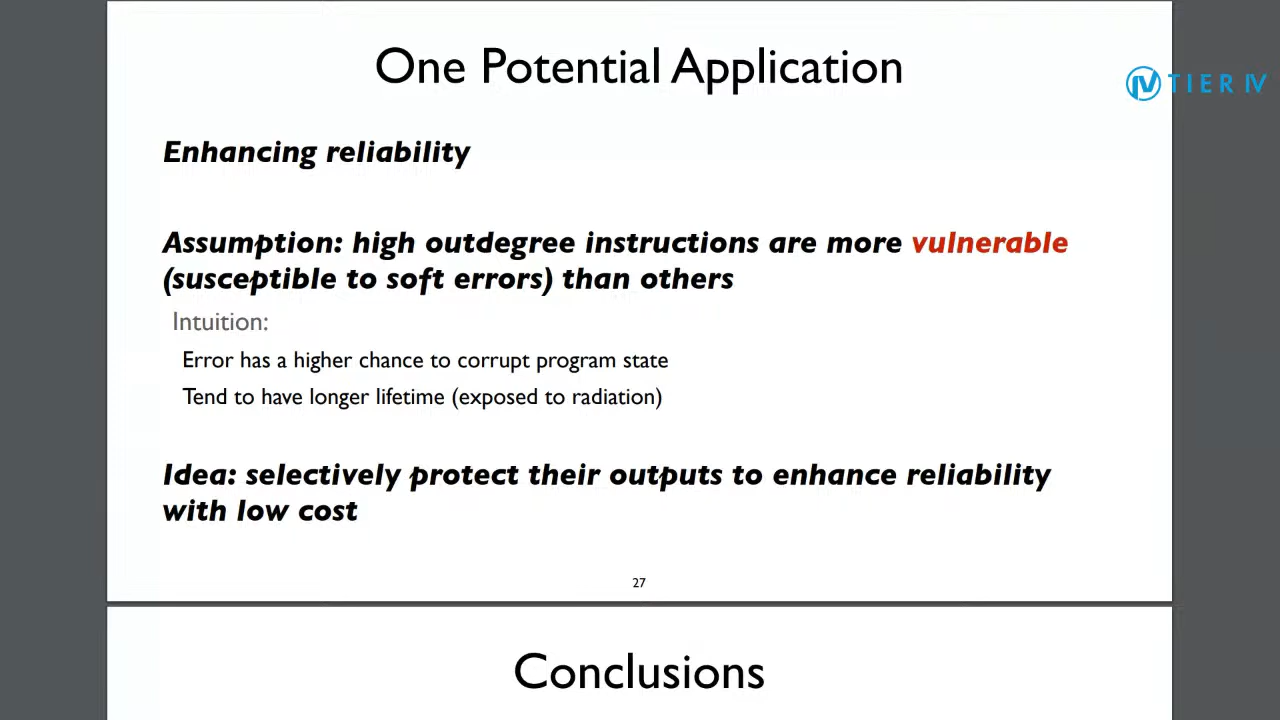 One Potential Application
TIER IV
Enhancing reliability
Assumption: high outdegree instructions are more vulnerable
(susceptible to soft errors) than others
Intuition:
Error has a higher chance to corrupt program state
Tend to have longer lifetime (exposed to radiation)
Idea: selectively protect their outputs to enhance reliability
with low cost
27
Conclusions